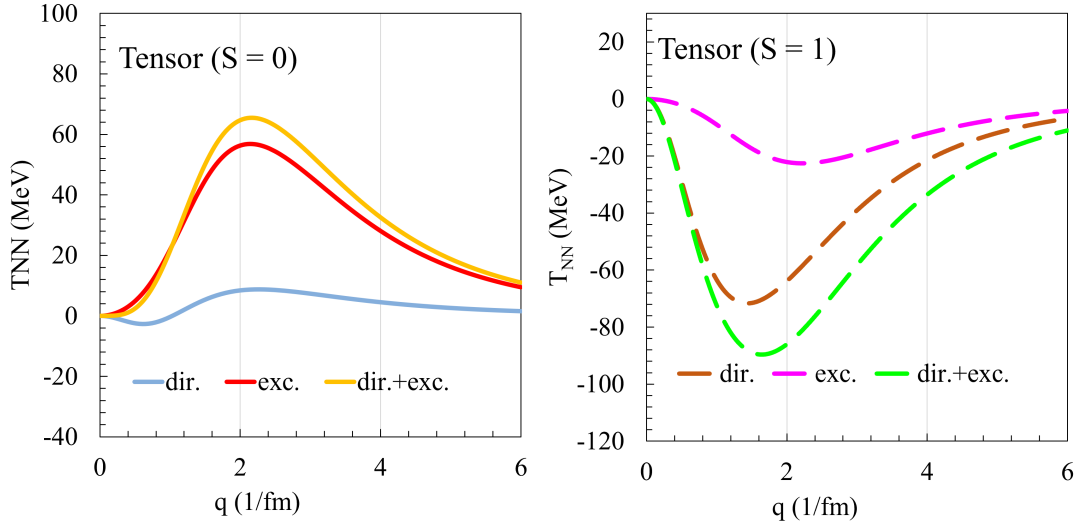 Tensor (S = 0)
TNN (MeV)
100
80
60
40
20
0
-20
-40
dir.
exc.
dir.+exc.
0
2
4
6
q (1/fm)
Tensor (S = 1)
T_NN (MeV)
20
0
-20
-40
-60
-80
-100
-120
dir.
exc.
dir.+exc.
0
2
4
6
q (1/fm)